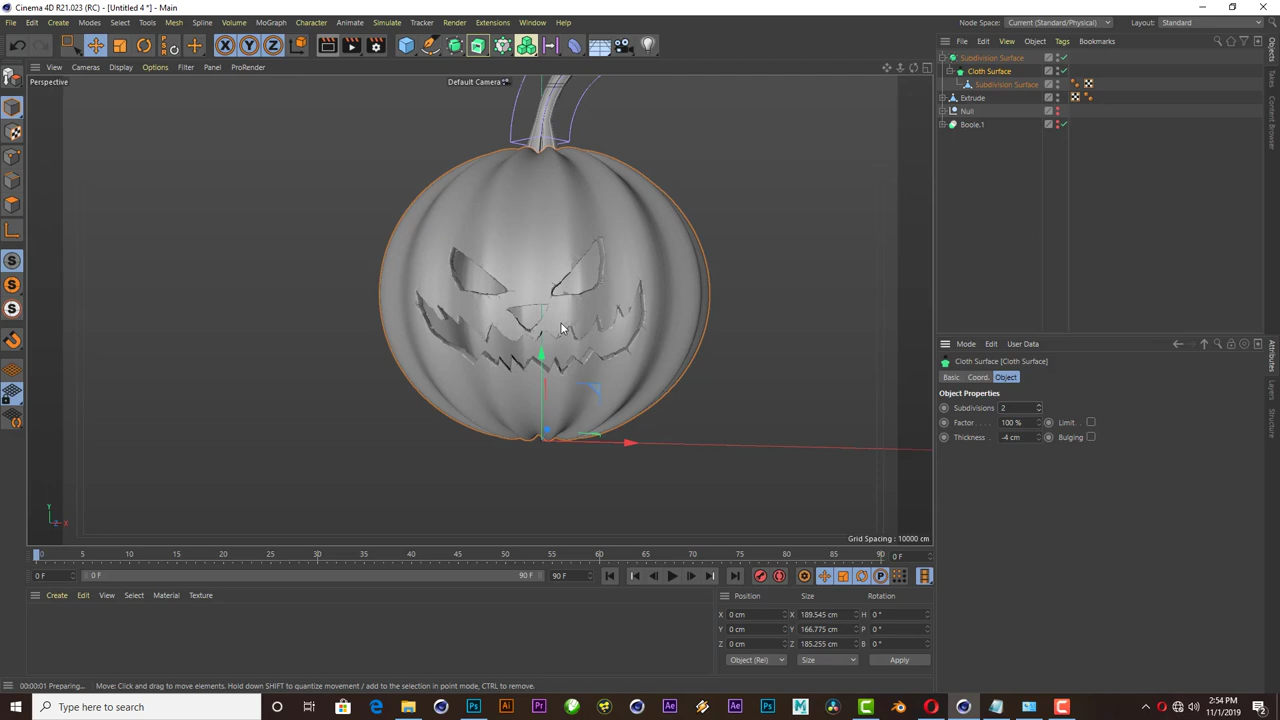 Cinema 4D R21.023 (RC) - [Untitled 4 *] - Main
File Edit Create Modes Select Tools Mesh Spline Volume MoGraph Character Animate Simulate Tracker Render Extensions Window Help
Node Space: Current (Standard/Physical) Layout: Standard
File Edit View Object Tags Bookmarks
View Cameras Display Options Filter Panel ProRender
Subdivision Surface
Perspective Default Camera
Cloth Surface
Subdivision Surface
Extrude
Null
Boole.1
Objects
Takes
Content Browser
Mode Edit User Data
Attributes
Layers
Structure
Cloth Surface [Cloth Surface]
Basic Coord. Object
Object Properties
Subdivisions 2
Factor . . . . 100 % Limit . .
Thickness . -4 cm Bulging
Y
Z X
Grid Spacing : 10000 cm
0 5 10 15 20 25 30 35 40 45 50 55 60 65 70 75 80 85 90 0 F
0 F 0 F 90 F 90 F
Create Edit View Select Material Texture
Position Size Rotation
X 0 cm X 189.545 cm H 0 °
Y 0 cm Y 166.775 cm P 0 °
Z 0 cm Z 185.255 cm B 0 °
Object (Rel) Size Apply
00:00:01 Preparing... Move: Click and drag to move elements. Hold down SHIFT to quantize movement / add to the selection in point mode, CTRL to remove.
Type here to search
2:54 PM
11/1/2019